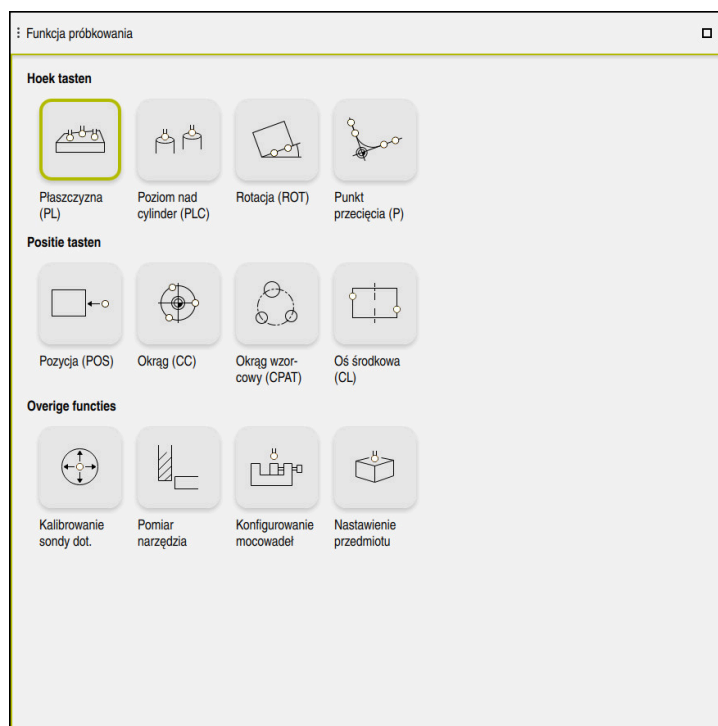 Funkcja próbkowania
Hoek tasten
Płaszczyzna
(PL)
Poziom nad
cylinder (PLC)
Rotacja (ROT)
Punkt
przecięcia (P)
Positie tasten
Pozycja (POS)
Okrąg (CC)
Okrąg wzor-
cowy (CPAT)
Oś środkowa
(CL)
Overige functies
Kalibrowanie
sondy dot.
Pomiar
narzędzia
Konfigurowanie
mocowadeł
Nastawienie
przedmiotu